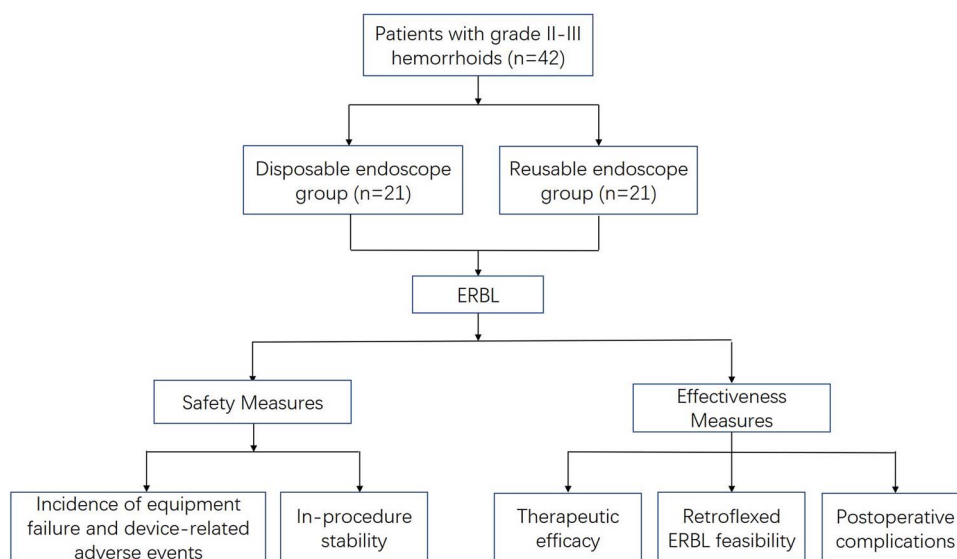 Patients with grade II-III
hemorrhoids (n=42)
Disposable endoscope
group (n=21)
Reusable endoscope
group (n=21)
ERBL
Safety Measures
Effectiveness
Measures
Incidence of equipment
failure and device-related
adverse events
In-procedure
stability
Therapeutic
efficacy
Retroflexed
ERBL feasibility
Postoperative
complications